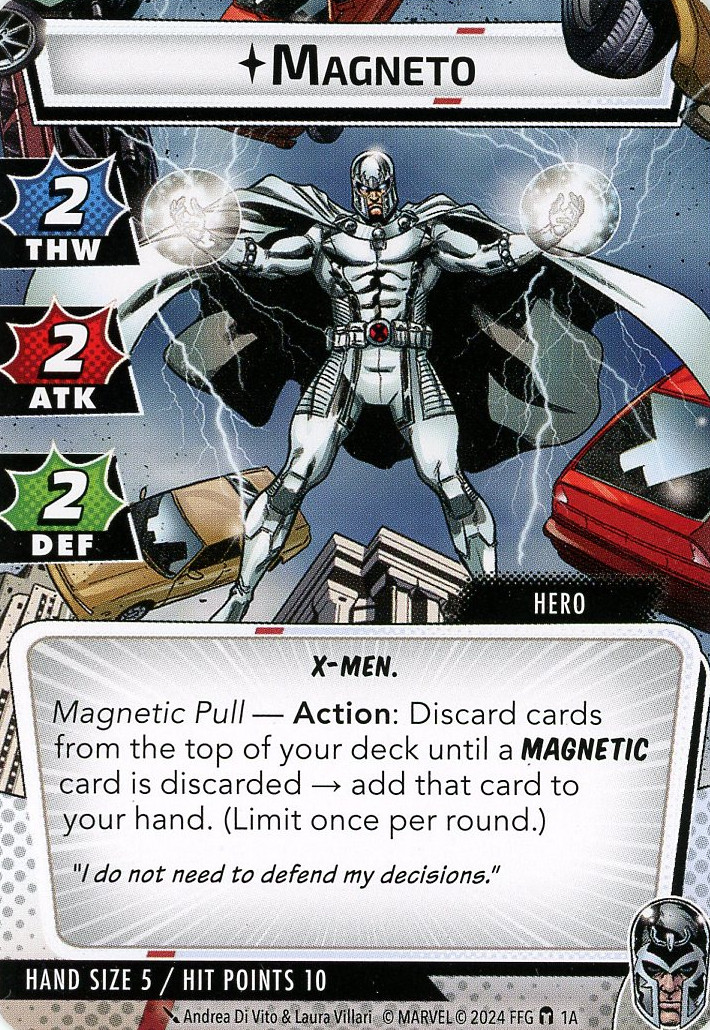 ✦MAGNETO
2
THW
2
ATK
2
DEF
HERO
X-MEN.
Magnetic Pull — Action: Discard cards
from the top of your deck until a MAGNETIC
card is discarded → add that card to
your hand. (Limit once per round.)
"I do not need to defend my decisions."
HAND SIZE 5 / HIT POINTS 10
Andrea Di Vito & Laura Villari © MARVEL © 2024 FFG 1A